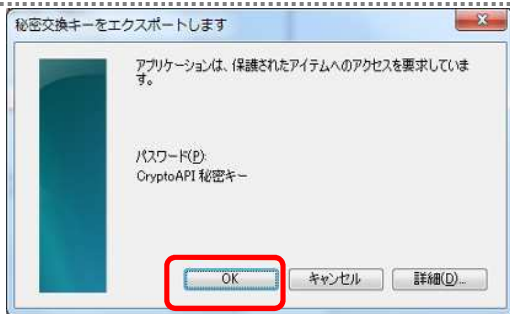 秘密交換キーをエクスポートします
アプリケーションは、保護されたアイテムへのアクセスを要求していま
す。
パスワード(P):
CryptoAPI 秘密キー
OK
キャンセル
詳細(D)...